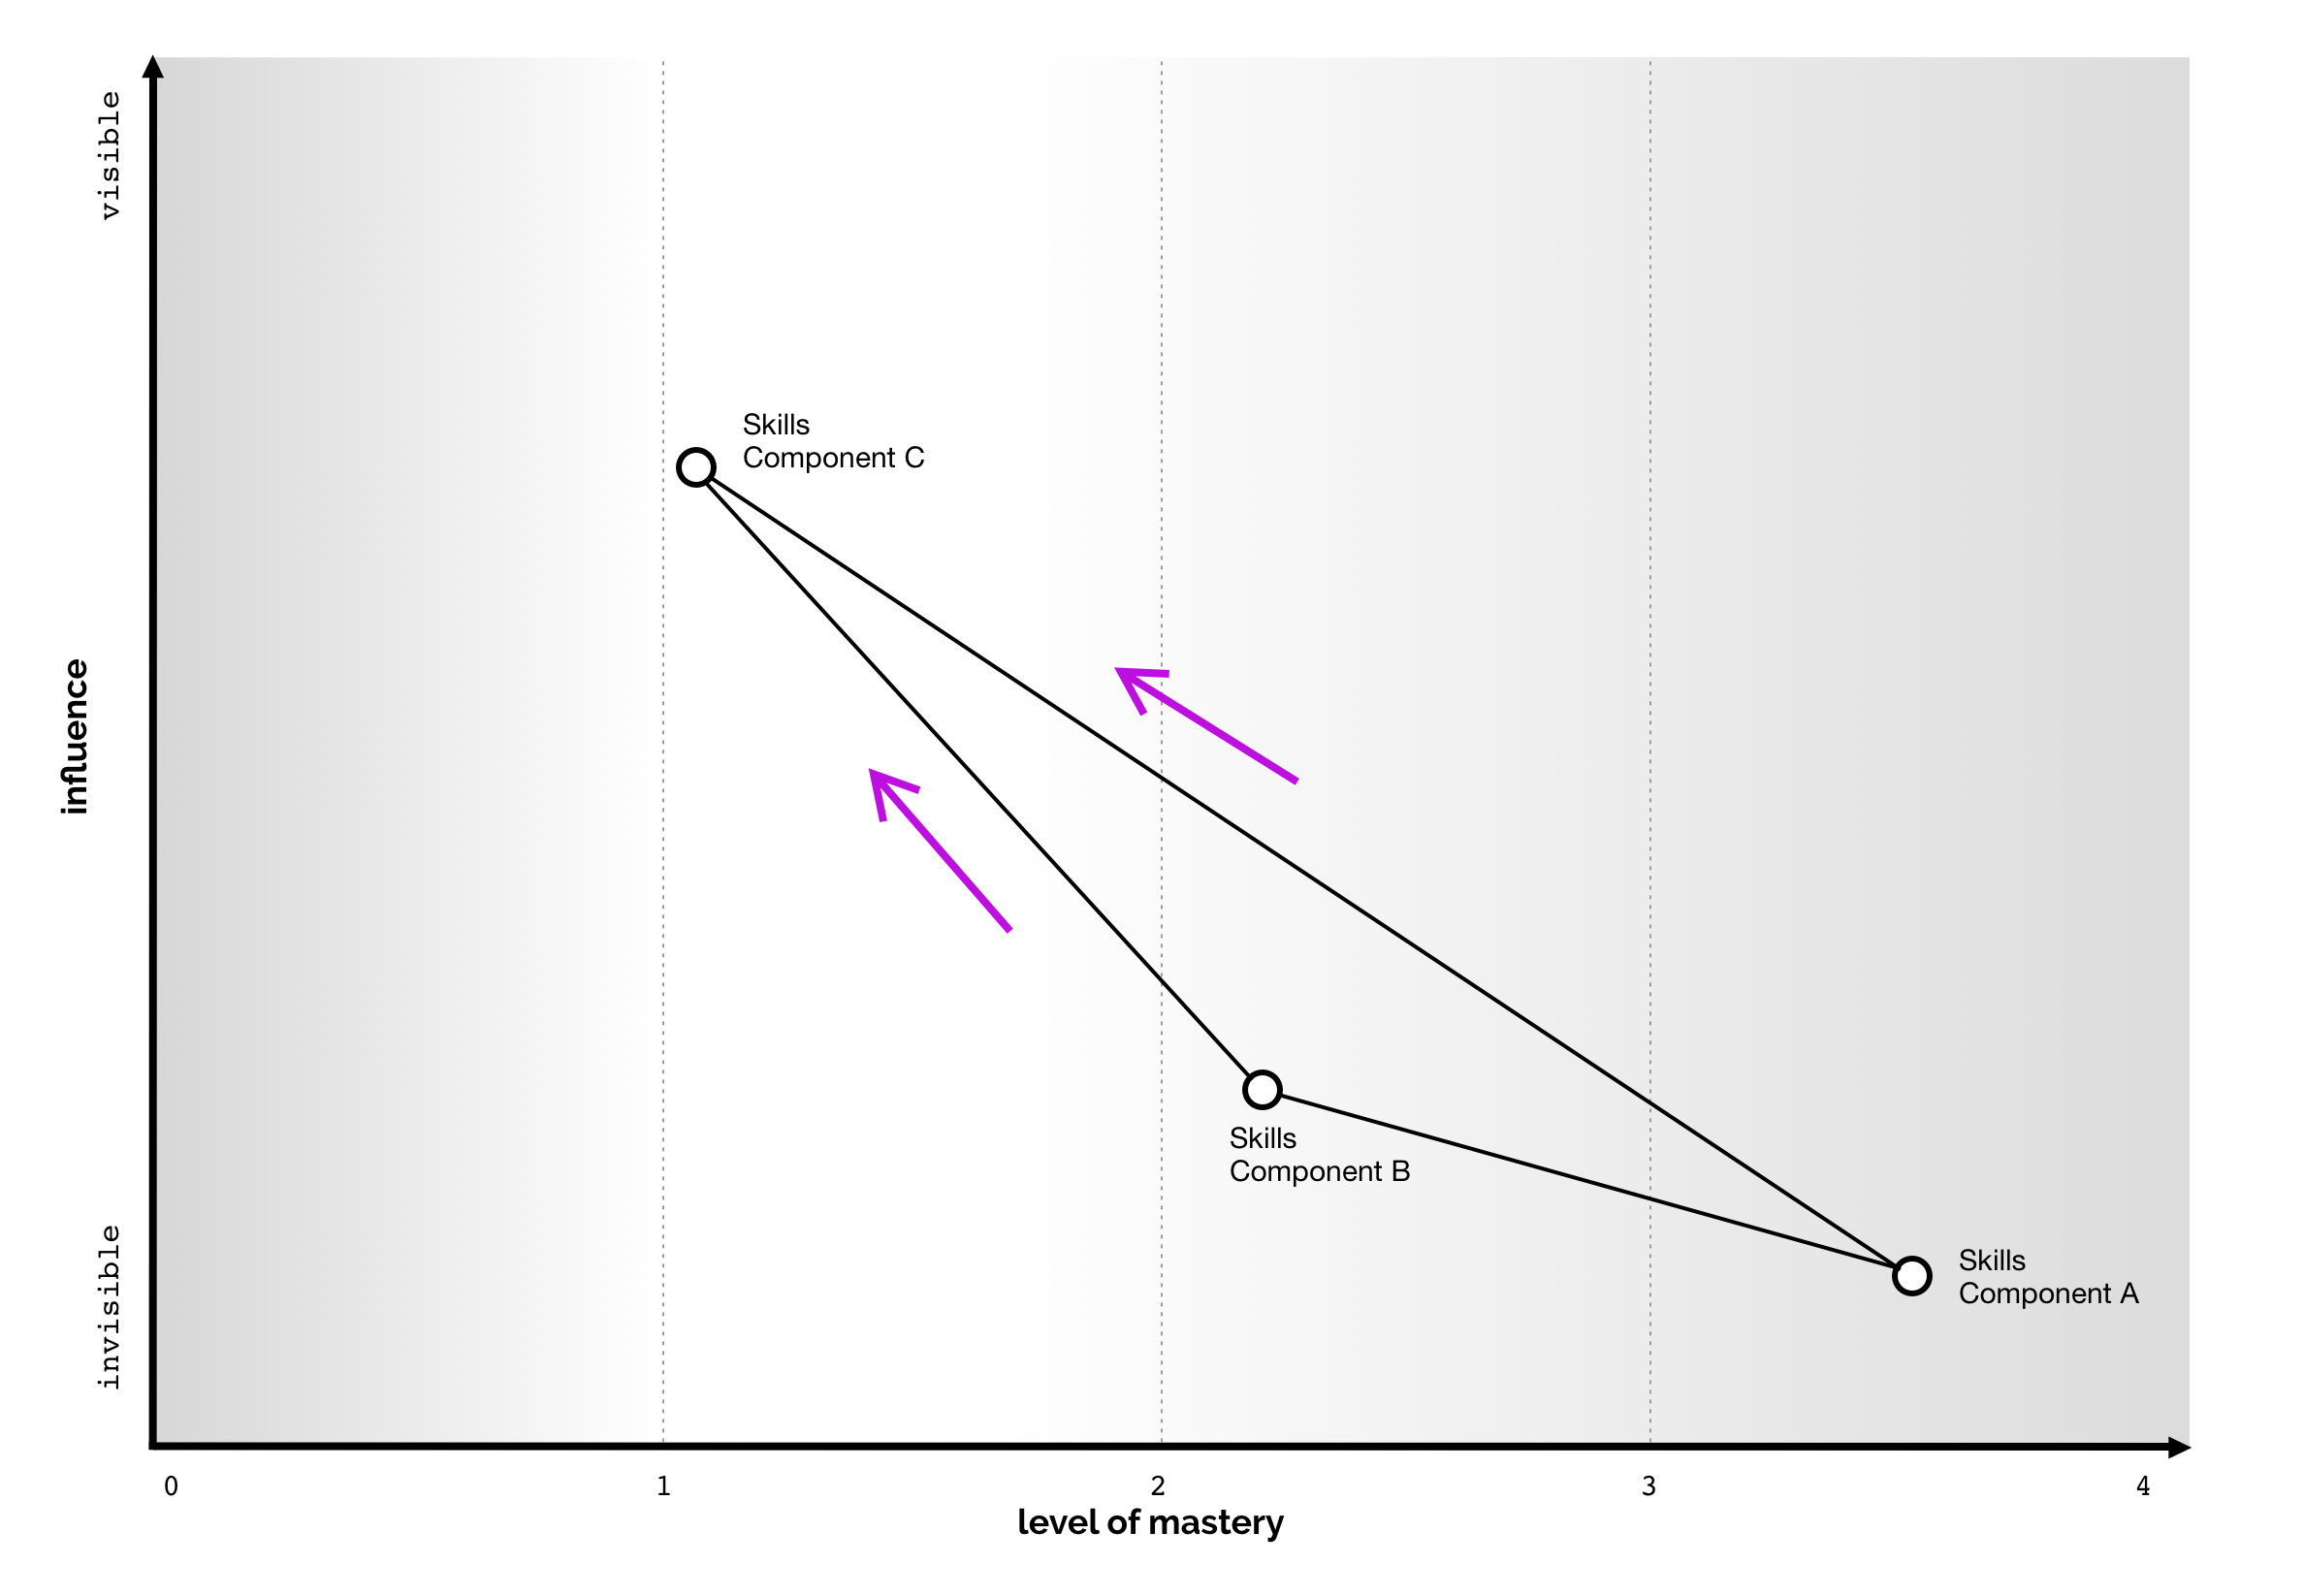 visible
Skills
Component C
influence
Skills
Component B
invisible
Skills
Component A
0 1 2 3 4
level of mastery